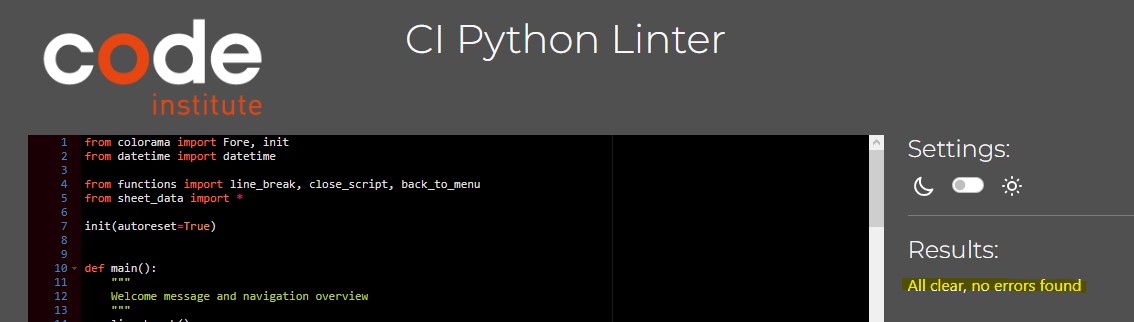 code
institute
CI Python Linter
1 from colorama import Fore, init
2 from datetime import datetime
3
4 from functions import line_break, close_script, back_to_menu
5 from sheet_data import *
6
7 init(autoreset=True)
8
9
10 def main():
11 """
12 Welcome message and navigation overview
13 """
Settings:
Results:
All clear, no errors found